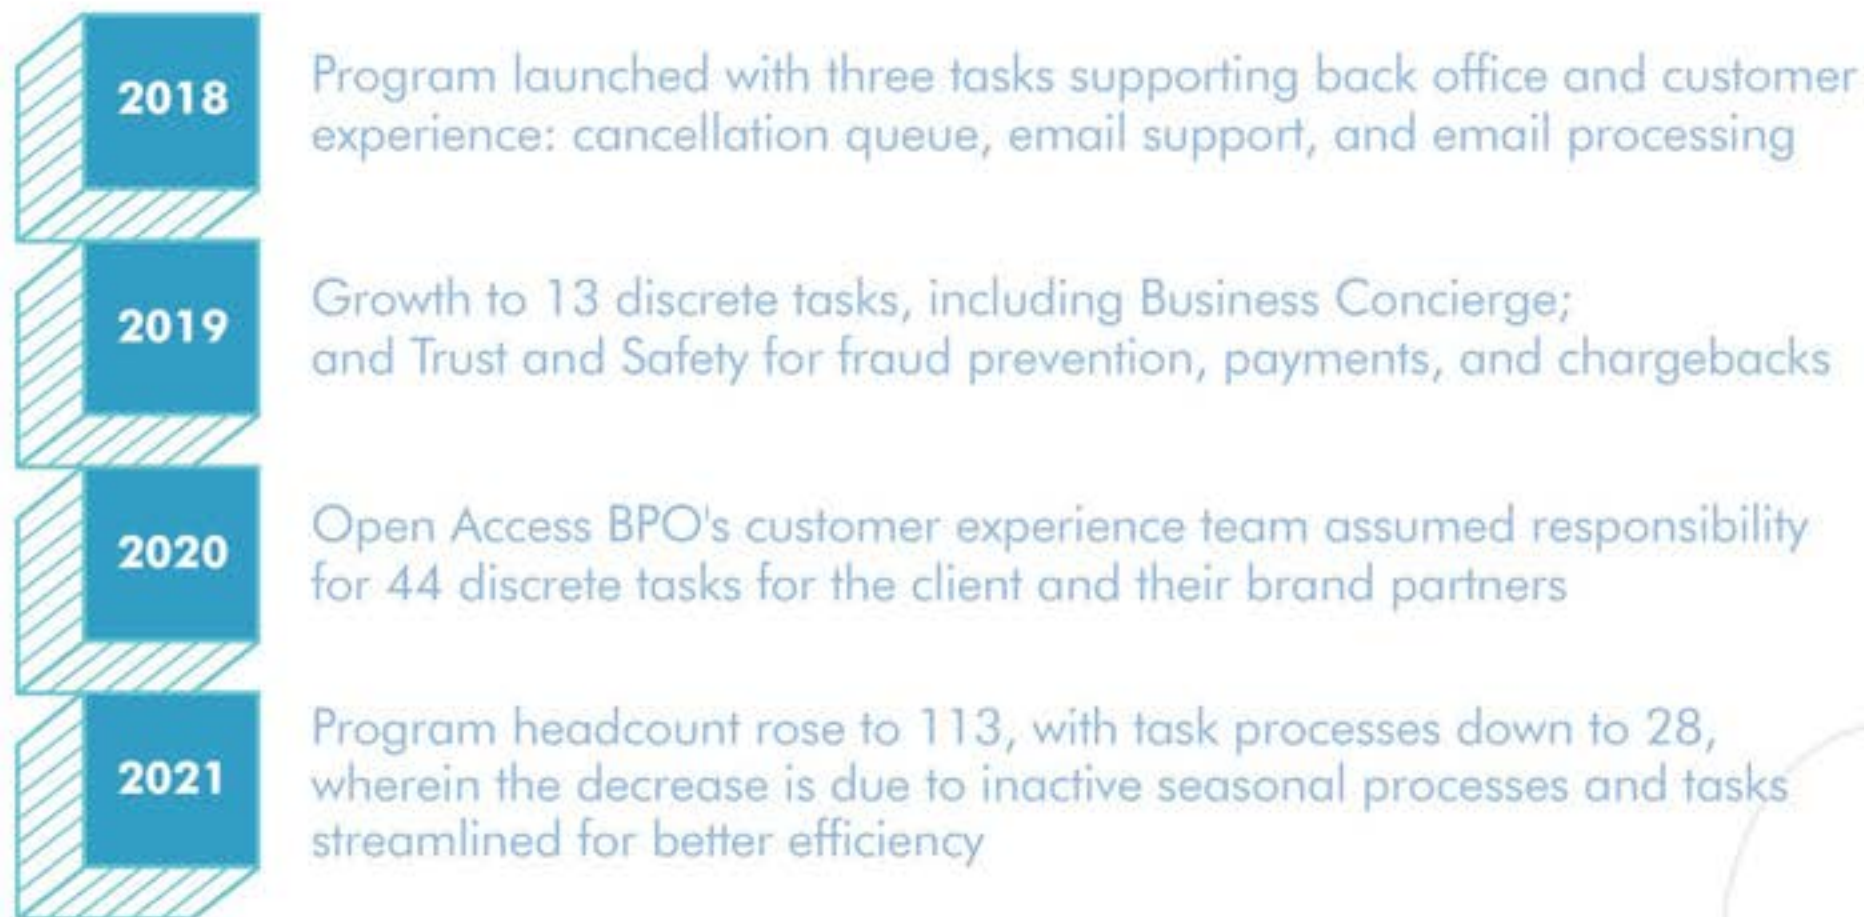 2018
Program launched with three tasks supporting back office and customer
experience: cancellation queue, email support, and email processing
2019
Growth to 13 discrete tasks, including Business Concierge;
and Trust and Safety for fraud prevention, payments, and chargebacks
2020
Open Access BPO's customer experience team assumed responsibility
for 44 discrete tasks for the client and their brand partners
2021
Program headcount rose to 113, with task processes down to 28,
wherein the decrease is due to inactive seasonal processes and tasks
streamlined for better efficiency